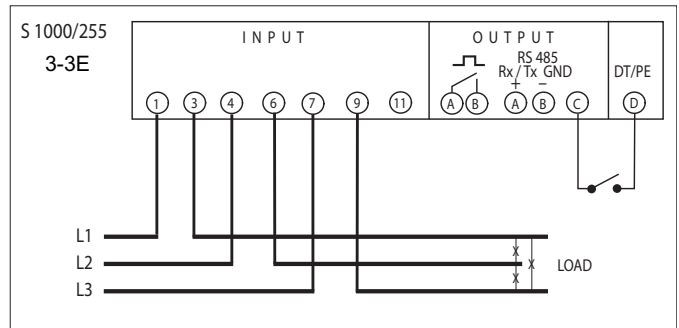 S 1000/255
3-3E
INPUT
OUTPUT
RS 485
Rx / Tx GND
+ −
DT/PE
1 3 4 6 7 9 11 A B A B C D
L1
L2
L3
LOAD